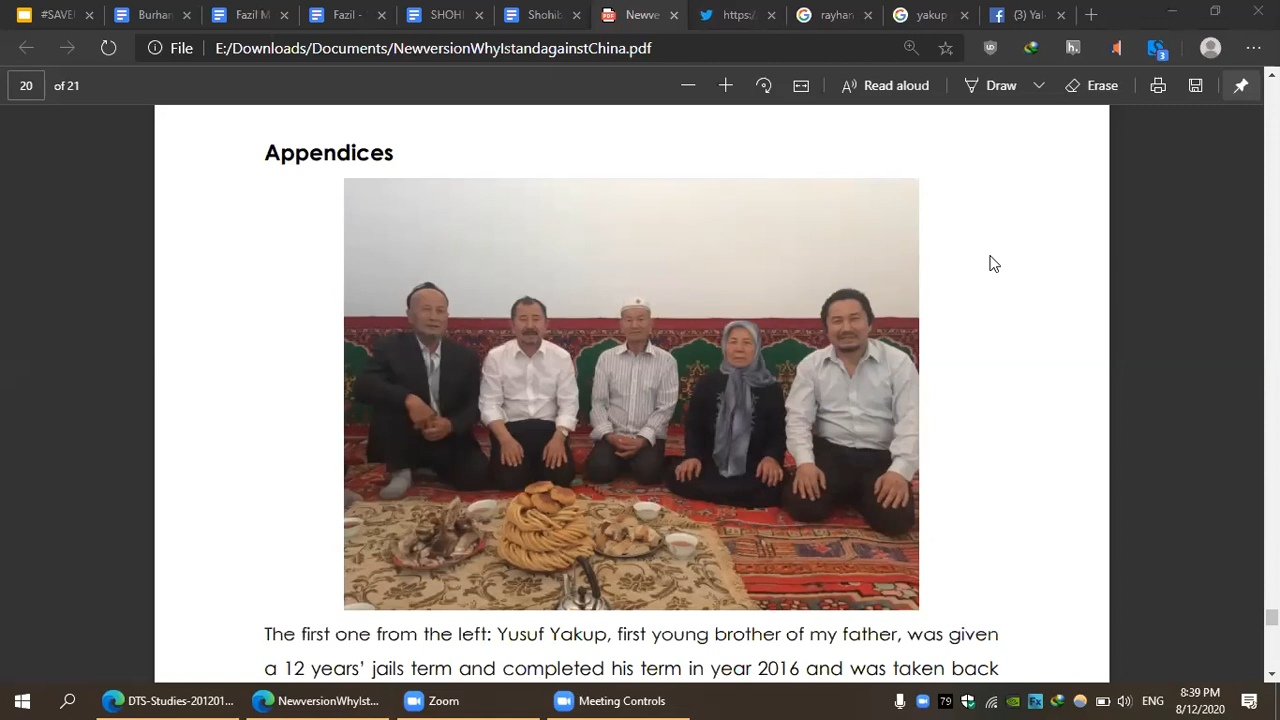 #SAVE
Burhan
Fazil M
Fazil -
SHOHI
Shohib
Newve
https:/
rayhan
yakup
(3) Ya
File
E:/Downloads/Documents/NewversionWhyIstandagainstChina.pdf
20 of 21
Read aloud
Draw
Erase
Appendices
The first one from the left: Yusuf Yakup, first young brother of my father, was given
a 12 years' jails term and completed his term in year 2016 and was taken back
DTS-Studies-201201...
NewversionWhyIst...
Zoom
Meeting Controls
79
ENG
8:39 PM
8/12/2020